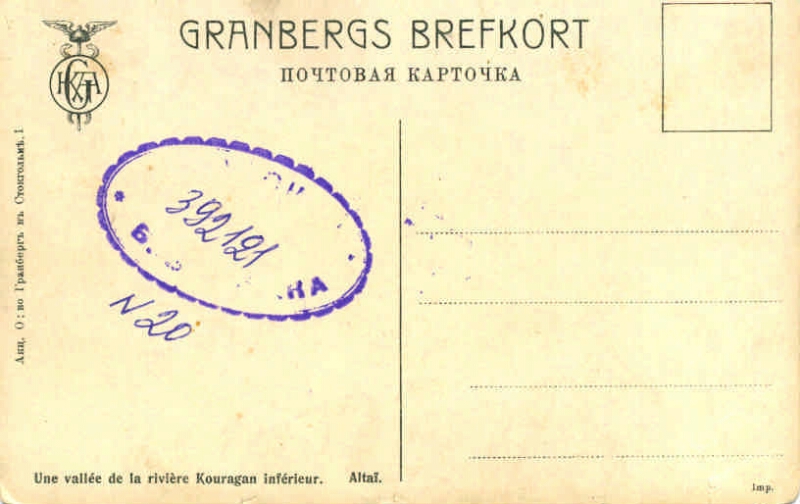 GRANBERGS BREFKORT
ПОЧТОВАЯ КАРТОЧКА
Акц. О: во Гранбергъ въ Стокгольмѣ. 1
392121
N 20
Une vallée de la rivière Kouragan inférieur. Altaï.
Imp.